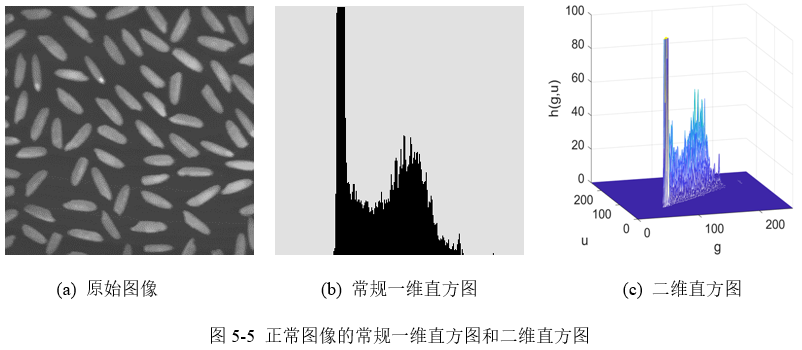 100
80
60
40
20
0
h(g,u)
200
100
0
u
0
100
200
g
(a) 原始图像
(b) 常规一维直方图
(c) 二维直方图
图 5-5 正常图像的常规一维直方图和二维直方图